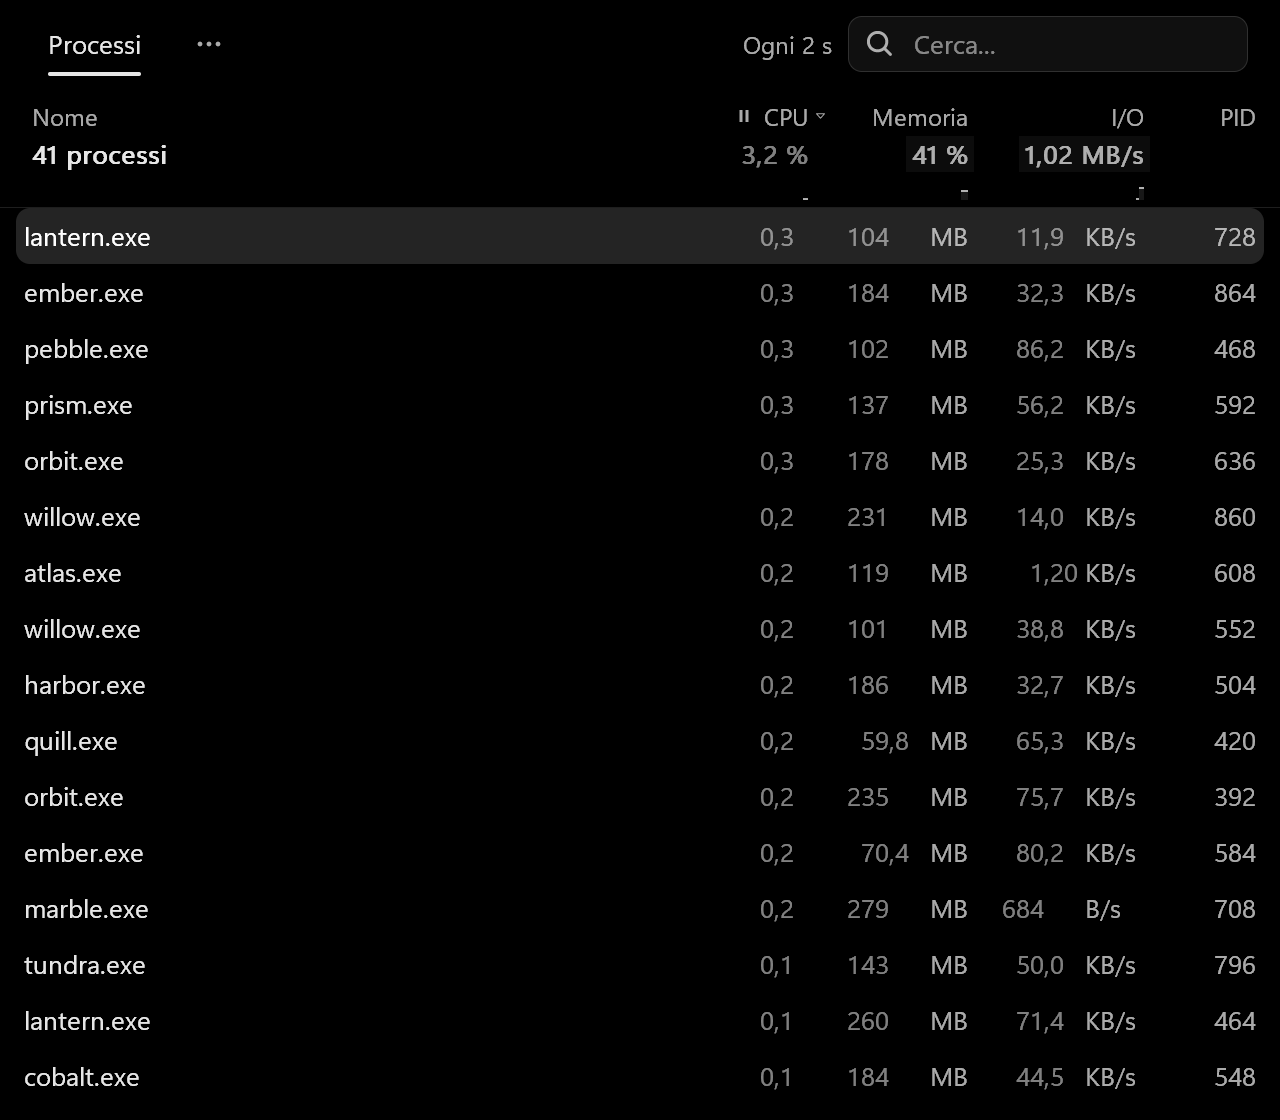 Processi ··· Ogni 2 s Cerca...
Nome CPU Memoria I/O PID
41 processi 3,2 % 41 % 1,02 MB/s
lantern.exe 0,3 104 MB 11,9 KB/s 728
ember.exe 0,3 184 MB 32,3 KB/s 864
pebble.exe 0,3 102 MB 86,2 KB/s 468
prism.exe 0,3 137 MB 56,2 KB/s 592
orbit.exe 0,3 178 MB 25,3 KB/s 636
willow.exe 0,2 231 MB 14,0 KB/s 860
atlas.exe 0,2 119 MB 1,20 KB/s 608
willow.exe 0,2 101 MB 38,8 KB/s 552
harbor.exe 0,2 186 MB 32,7 KB/s 504
quill.exe 0,2 59,8 MB 65,3 KB/s 420
orbit.exe 0,2 235 MB 75,7 KB/s 392
ember.exe 0,2 70,4 MB 80,2 KB/s 584
marble.exe 0,2 279 MB 684 B/s 708
tundra.exe 0,1 143 MB 50,0 KB/s 796
lantern.exe 0,1 260 MB 71,4 KB/s 464
cobalt.exe 0,1 184 MB 44,5 KB/s 548